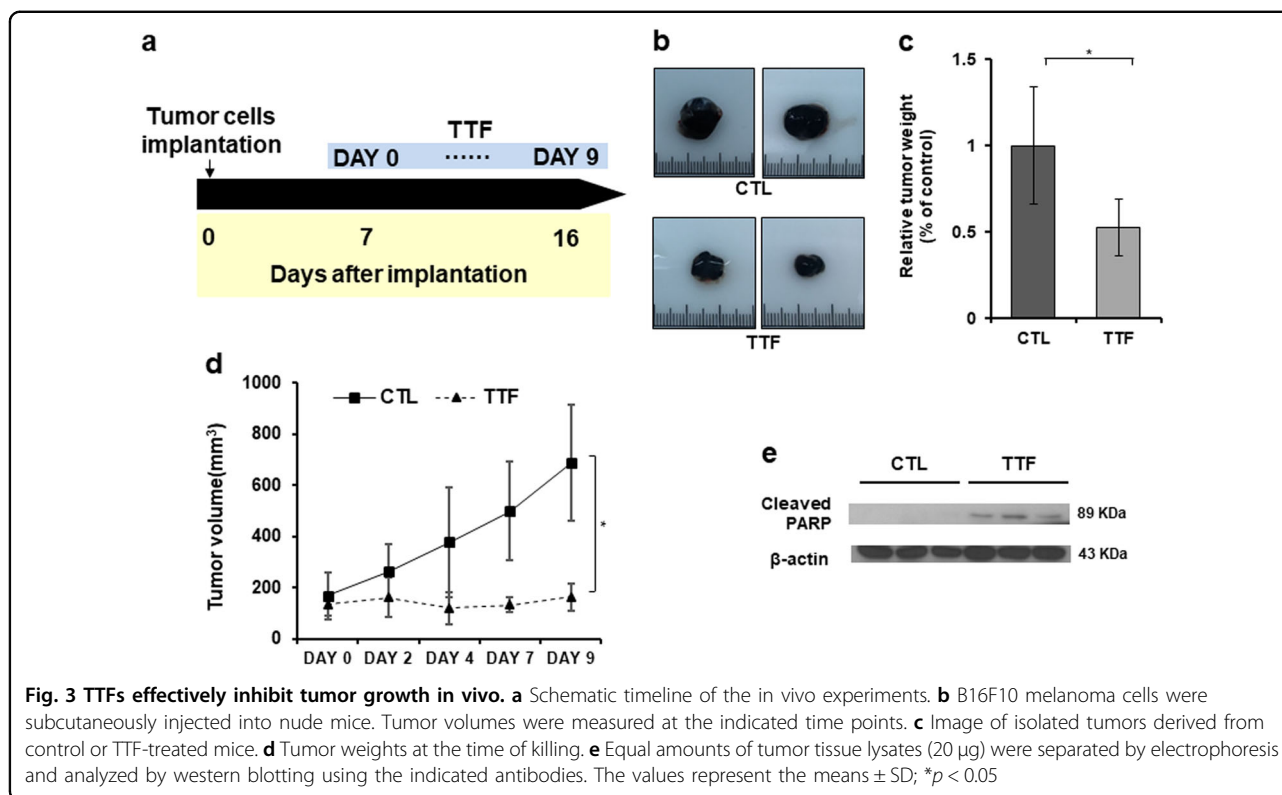 a
Tumor cells
implantation
TTF
DAY 0 ······ DAY 9
0 7 16
Days after implantation
b
CTL
TTF
c
Relative tumor weight
(% of control)
1.5
1
0.5
0
*
CTL TTF
d
Tumor volume(mm³)
1000
800
600
400
200
0
CTL TTF
*
DAY 0 DAY 2 DAY 4 DAY 7 DAY 9
e
CTL TTF
Cleaved
PARP
89 KDa
β-actin
43 KDa
Fig. 3 TTFs effectively inhibit tumor growth in vivo. a Schematic timeline of the in vivo experiments. b B16F10 melanoma cells were
subcutaneously injected into nude mice. Tumor volumes were measured at the indicated time points. c Image of isolated tumors derived from
control or TTF-treated mice. d Tumor weights at the time of killing. e Equal amounts of tumor tissue lysates (20 μg) were separated by electrophoresis
and analyzed by western blotting using the indicated antibodies. The values represent the means ± SD; *p < 0.05